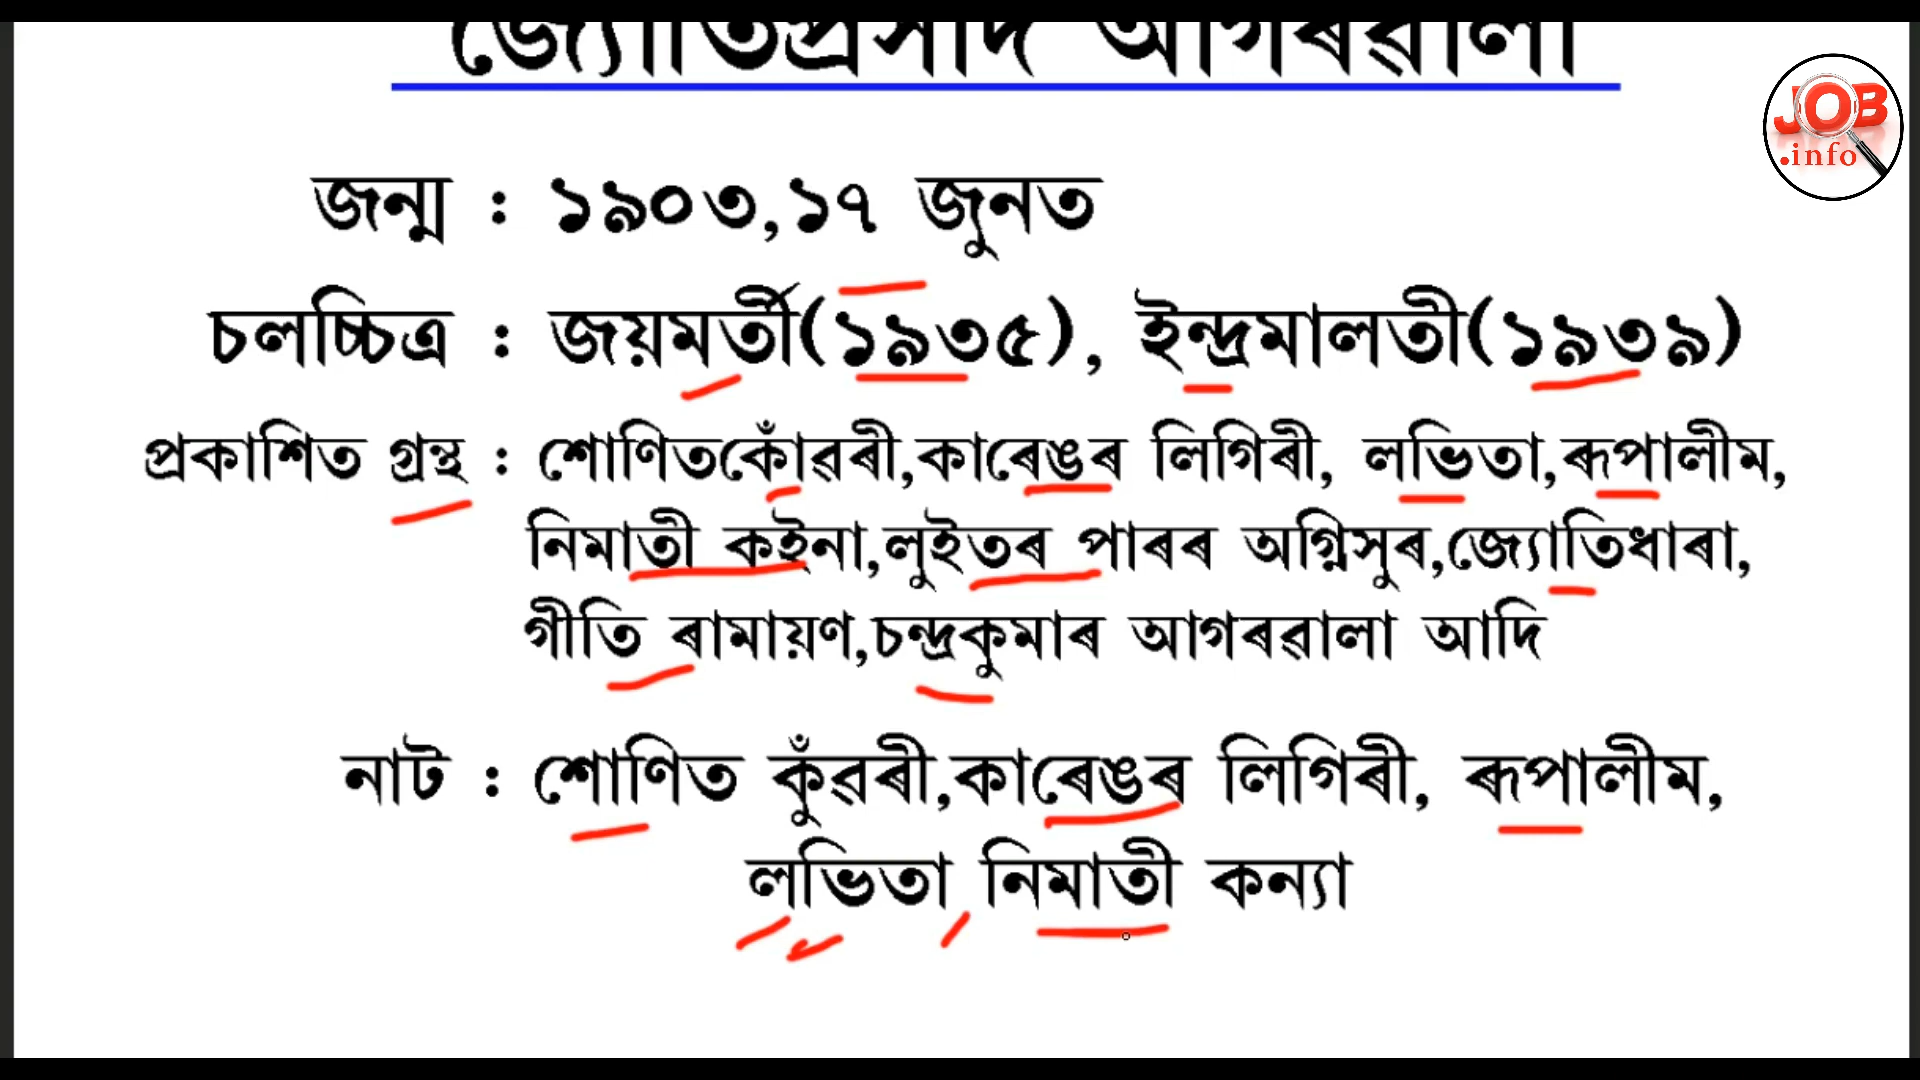 জ্যোতিপ্ৰসাদ আগৰৱালা
JOB
.info
জন্ম : ১৯০৩,১৭ জুনত
চলচ্চিত্ৰ : জয়মৰ্তী(১৯৩৫), ইন্দ্ৰমালতী(১৯৩৯)
প্ৰকাশিত গ্ৰন্থ : শোণিতকোঁৱৰী,কাৰেঙৰ লিগিৰী, লভিতা,ৰূপালীম,
নিমাতী কইনা,লুইতৰ পাৰৰ অগ্নিসুৰ,জ্যোতিধাৰা,
গীতি ৰামায়ণ,চন্দ্ৰকুমাৰ আগৰৱালা আদি
নাট : শোণিত কুঁৱৰী,কাৰেঙৰ লিগিৰী, ৰূপালীম,
লভিতা নিমাতী কন্যা